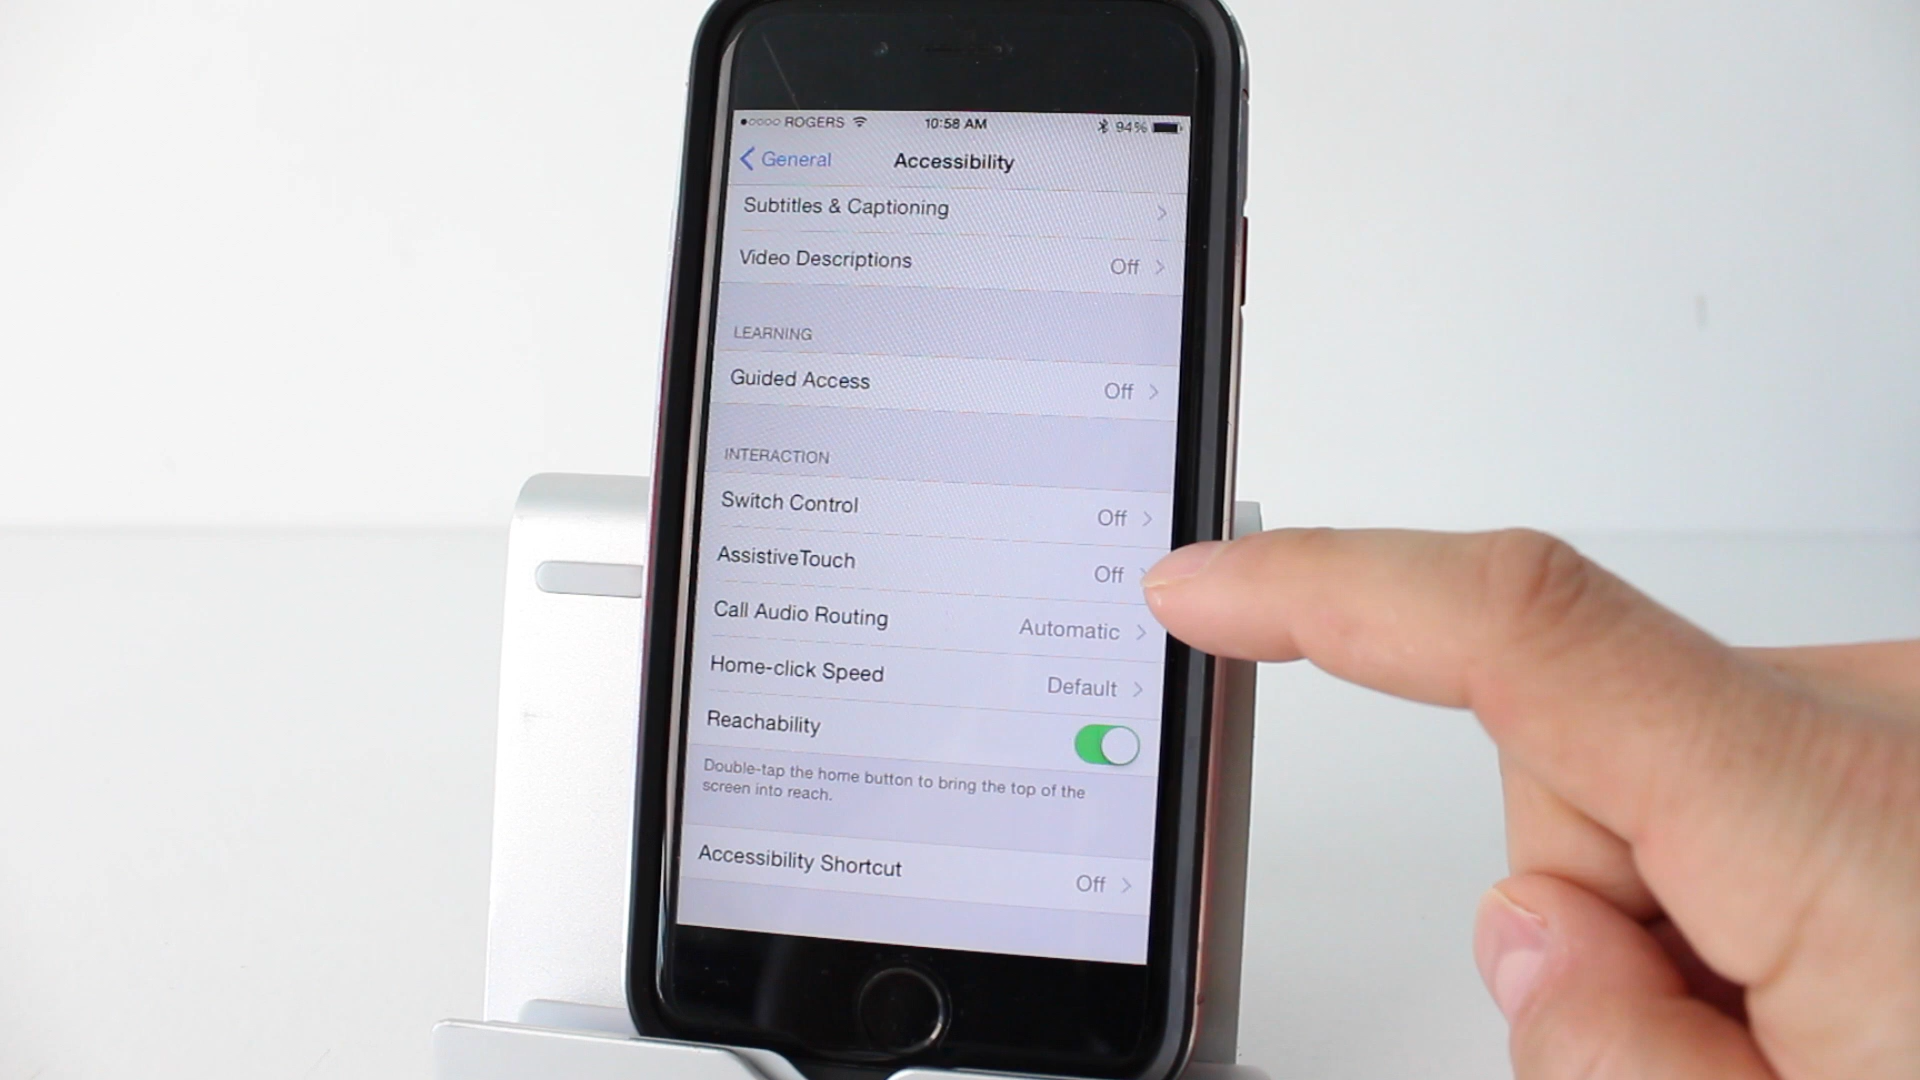 ROGERS 10:58 AM 94%
General Accessibility
Subtitles & Captioning
Video Descriptions Off
LEARNING
Guided Access Off
INTERACTION
Switch Control Off
AssistiveTouch Off
Call Audio Routing Automatic
Home-click Speed Default
Reachability
Double-tap the home button to bring the top of the
screen into reach.
Accessibility Shortcut Off